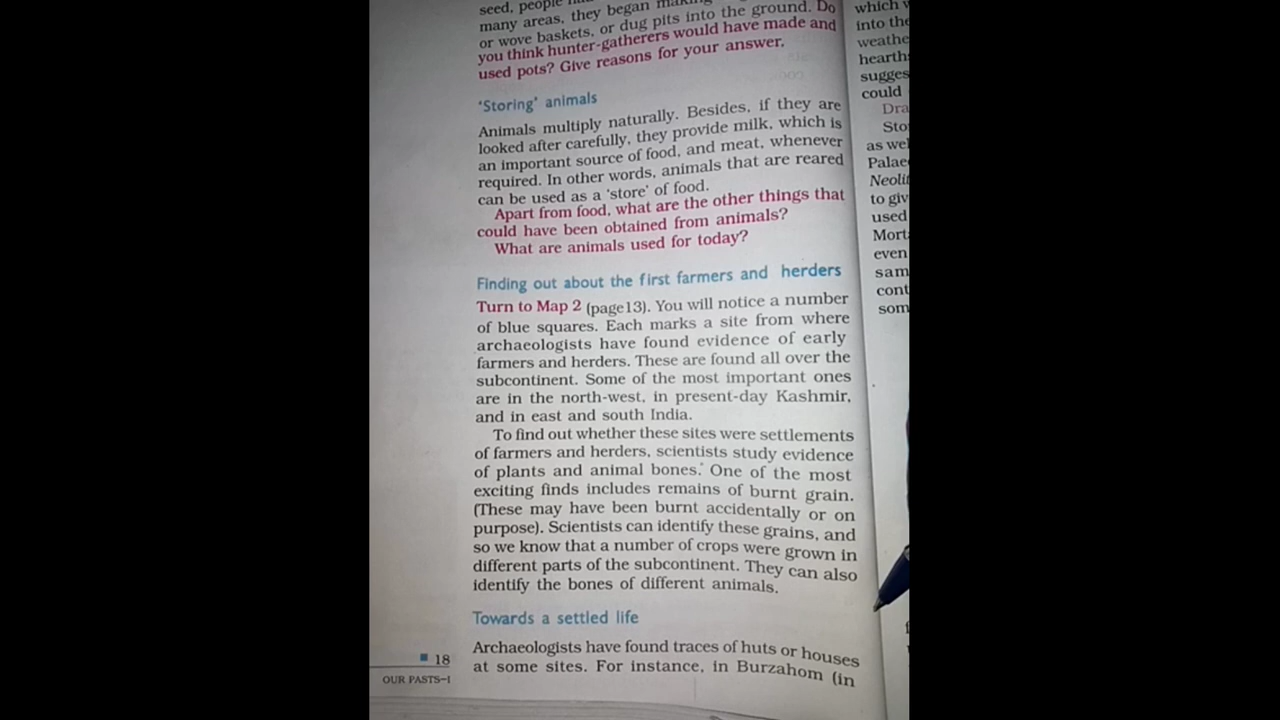 seed, people
many areas, they began making
or wove baskets, or dug pits into the ground. Do
you think hunter-gatherers would have made and
used pots? Give reasons for your answer.
'Storing' animals
Animals multiply naturally. Besides, if they are
looked after carefully, they provide milk, which is
an important source of food, and meat, whenever
required. In other words, animals that are reared
can be used as a 'store' of food.
Apart from food, what are the other things that
could have been obtained from animals?
What are animals used for today?
Finding out about the first farmers and herders
Turn to Map 2 (page13). You will notice a number
of blue squares. Each marks a site from where
archaeologists have found evidence of early
farmers and herders. These are found all over the
subcontinent. Some of the most important ones
are in the north-west, in present-day Kashmir,
and in east and south India.
To find out whether these sites were settlements
of farmers and herders, scientists study evidence
of plants and animal bones. One of the most
exciting finds includes remains of burnt grain.
(These may have been burnt accidentally or on
purpose). Scientists can identify these grains, and
so we know that a number of crops were grown in
different parts of the subcontinent. They can also
identify the bones of different animals.
Towards a settled life
Archaeologists have found traces of huts or houses
at some sites. For instance, in Burzahom (in
18
OUR PASTS–I
which
into the
weathe
hearths
sugges
could
Dra
Sto
as wel
Palaeo
Neolit
to giv
used
Morta
even
sam
cont
som